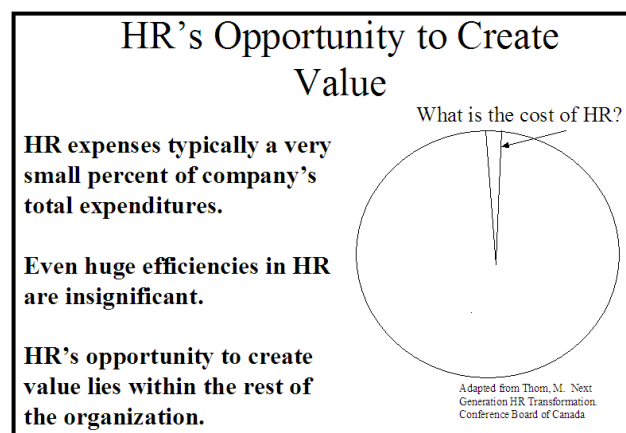 HR's Opportunity to Create
Value
What is the cost of HR?
HR expenses typically a very
small percent of company's
total expenditures.
Even huge efficiencies in HR
are insignificant.
HR's opportunity to create
value lies within the rest of
the organization.
Adapted from Thom, M. Next
Generation HR Transformation.
Conference Board of Canada